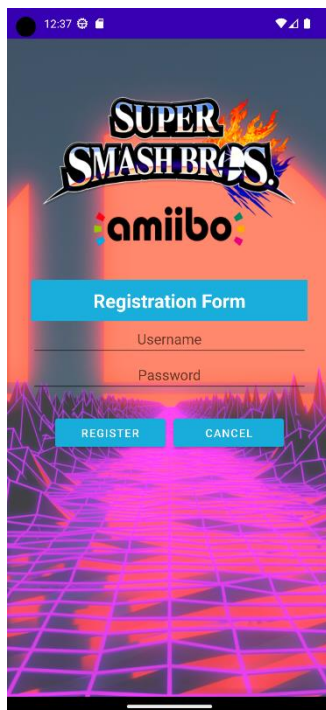 12:37
SUPER
SMASH BROS.
amiibo
Registration Form
Username
Password
REGISTER CANCEL